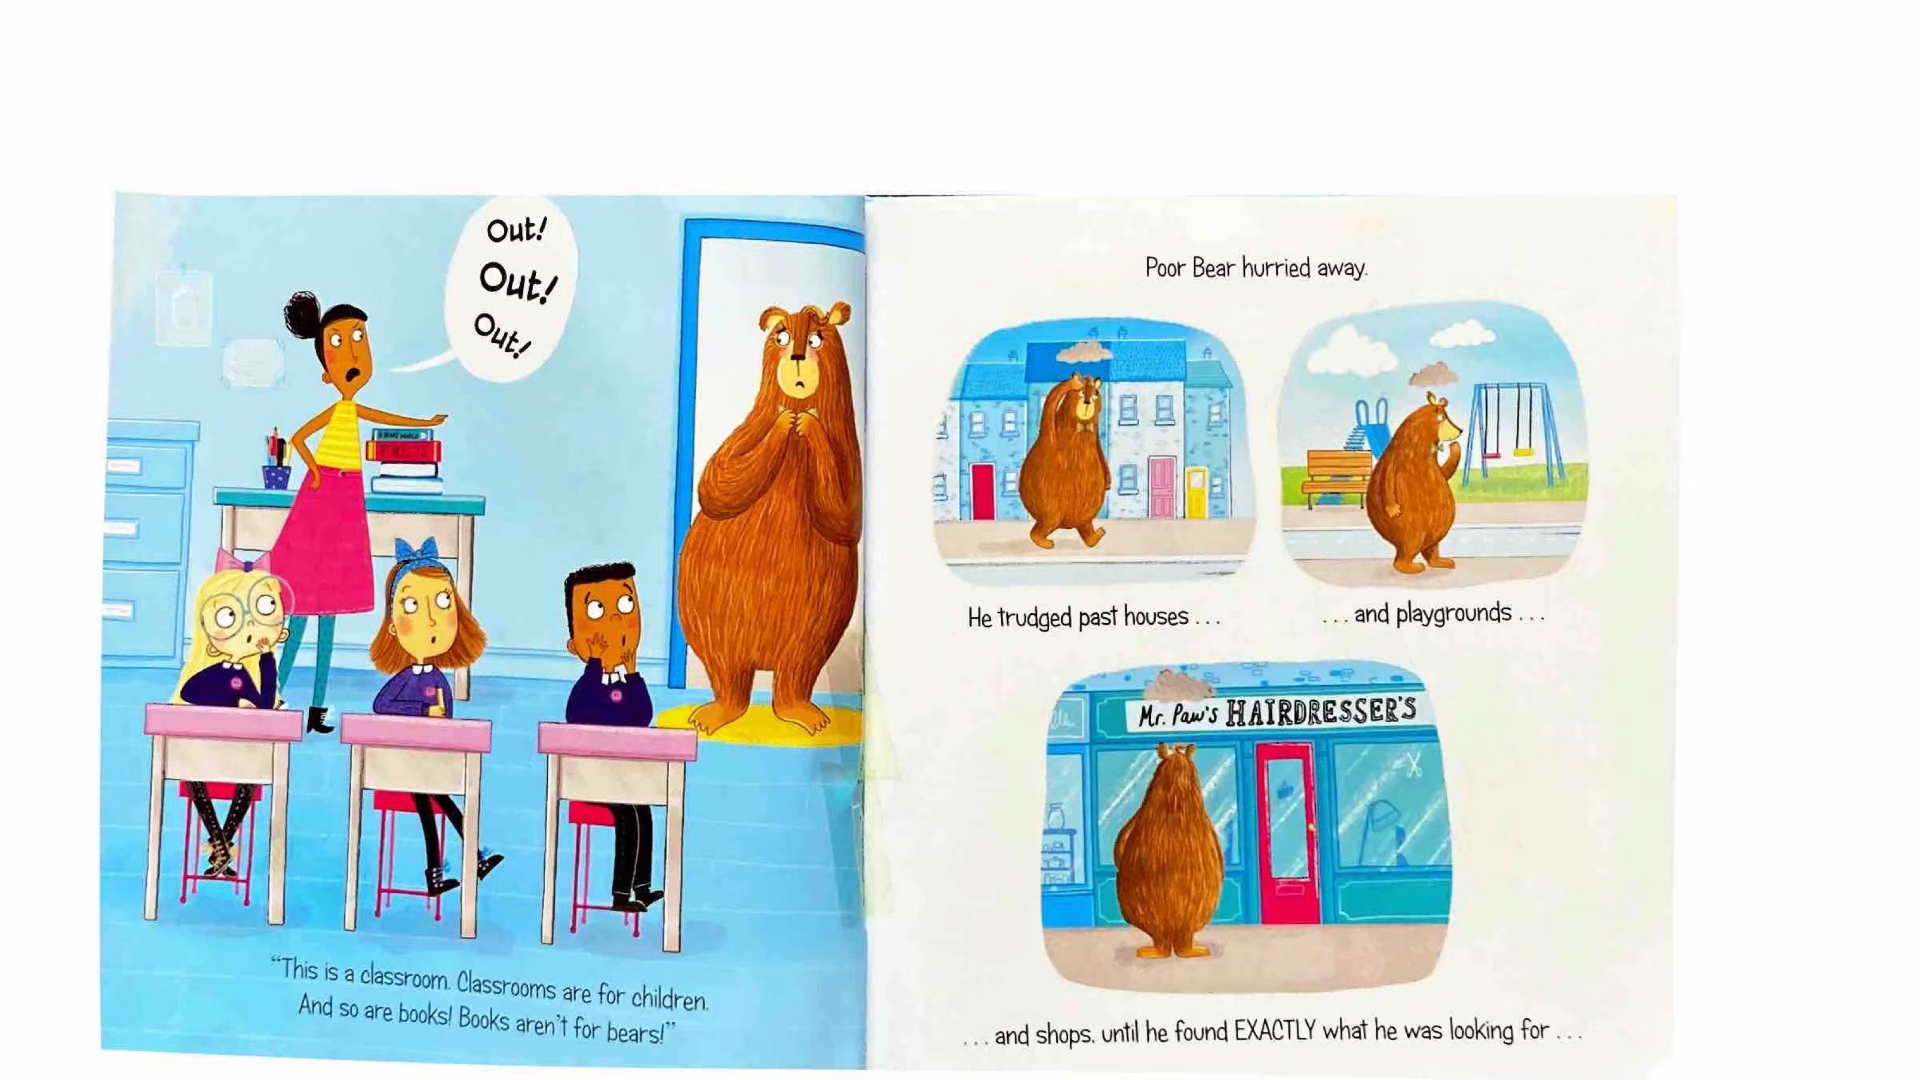 Out!
Out!
Out!
"This is a classroom. Classrooms are for children.
And so are books! Books aren't for bears!"
Poor Bear hurried away.
He trudged past houses . . .
. . . and playgrounds . . .
Mr. Paw's HAIRDRESSER'S
. . . and shops, until he found EXACTLY what he was looking for . . .